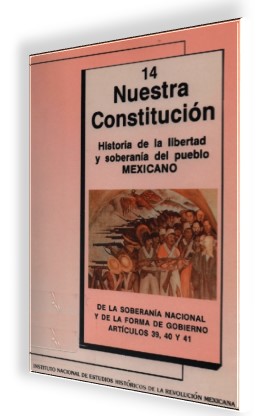 14
Nuestra
Constitución
Historia de la libertad
y soberanía del pueblo
MEXICANO
DE LA SOBERANÍA NACIONAL
Y DE LA FORMA DE GOBIERNO
ARTÍCULOS 39, 40 Y 41
INSTITUTO NACIONAL DE ESTUDIOS HISTÓRICOS DE LA REVOLUCIÓN MEXICANA